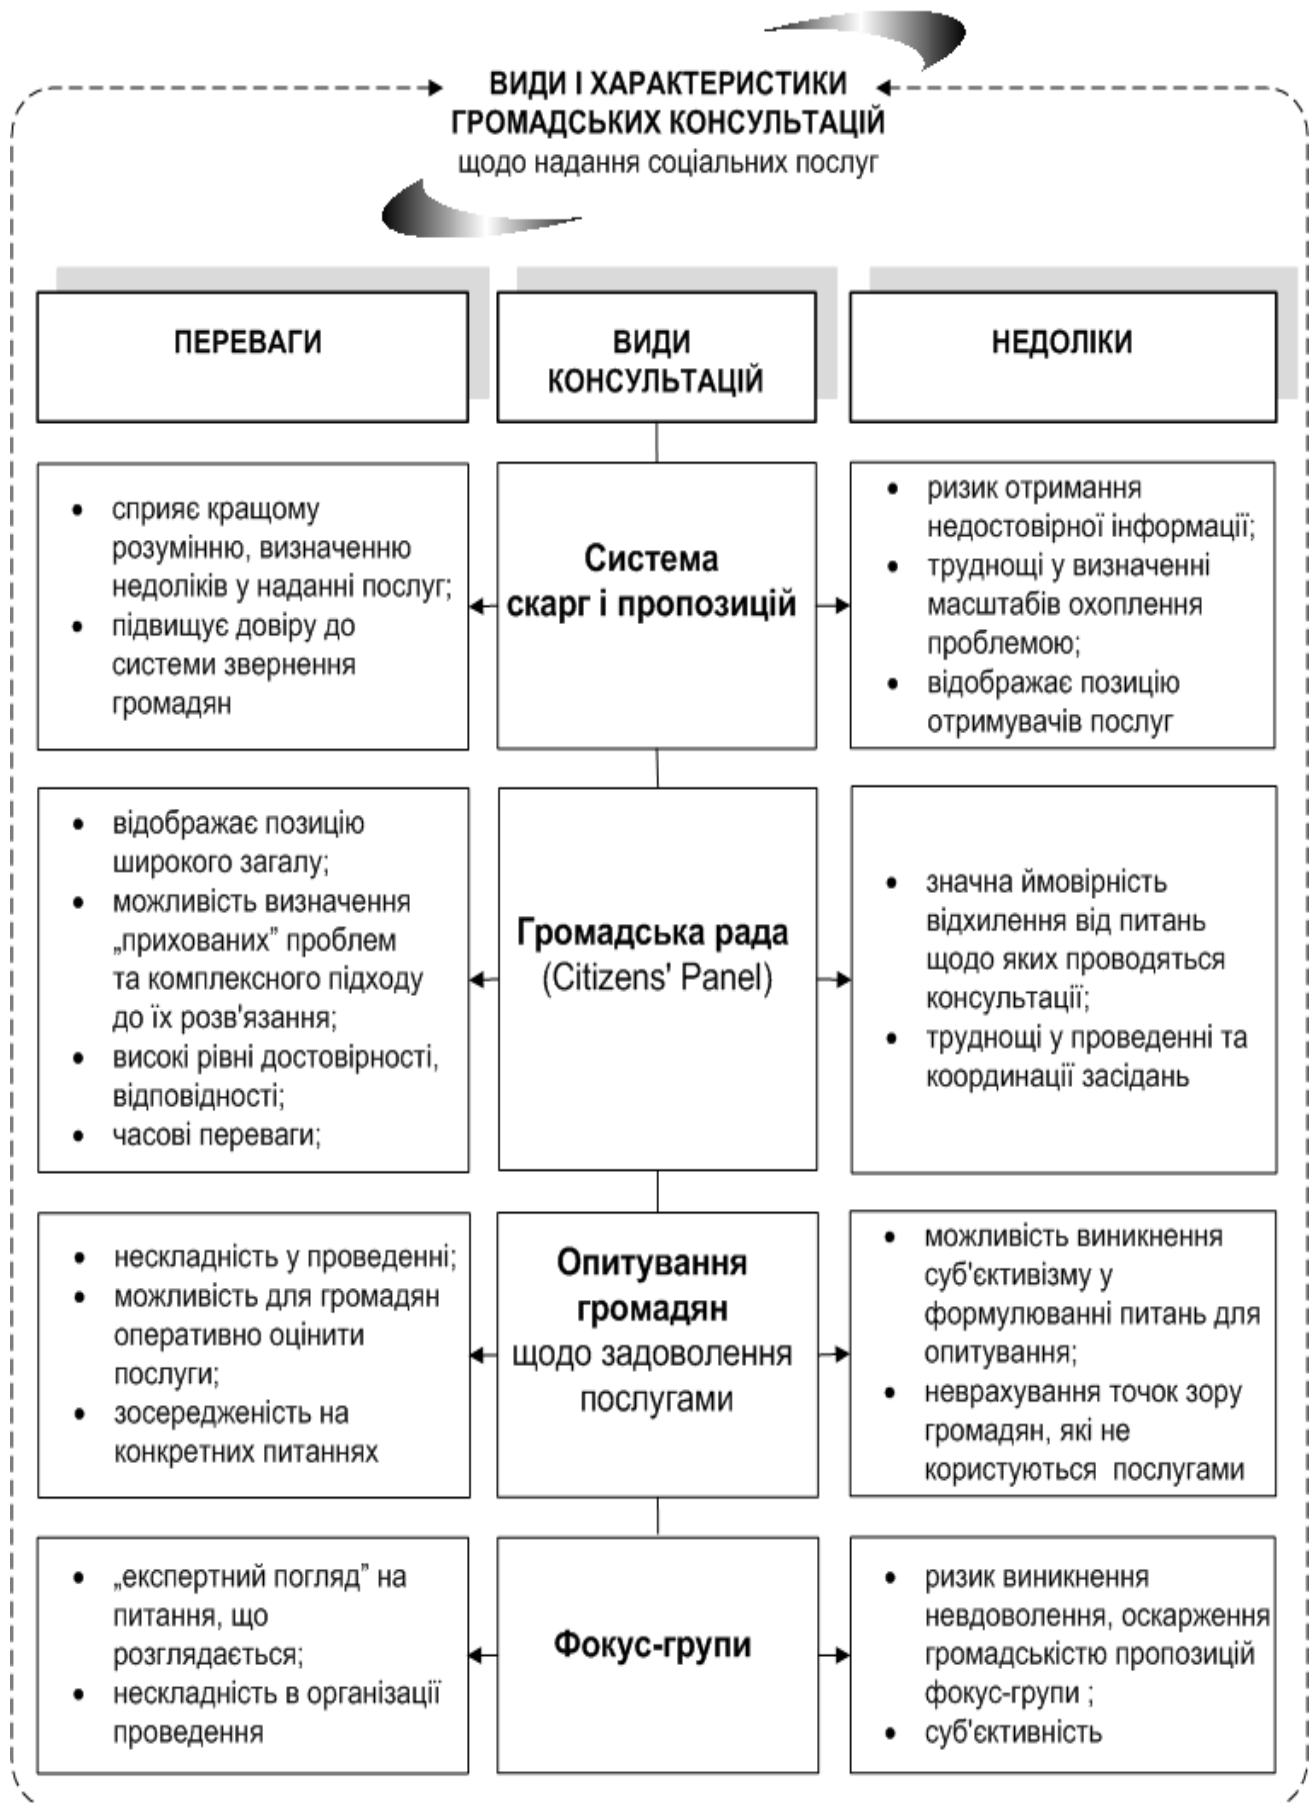 ВИДИ І ХАРАКТЕРИСТИКИ
ГРОМАДСЬКИХ КОНСУЛЬТАЦІЙ
щодо надання соціальних послуг
ПЕРЕВАГИ
ВИДИ
КОНСУЛЬТАЦІЙ
НЕДОЛІКИ
• сприяє кращому
розумінню, визначенню
недоліків у наданні послуг;
• підвищує довіру до
системи звернення
громадян
Система
скарг і пропозицій
• ризик отримання
недостовірної інформації;
• труднощі у визначенні
масштабів охоплення
проблемою;
• відображає позицію
отримувачів послуг
• відображає позицію
широкого загалу;
• можливість визначення
„прихованих” проблем
та комплексного підходу
до їх розв'язання;
• високі рівні достовірності,
відповідності;
• часові переваги;
Громадська рада
(Citizens' Panel)
• значна ймовірність
відхилення від питань
щодо яких проводяться
консультації;
• труднощі у проведенні та
координації засідань
• нескладність у проведенні;
• можливість для громадян
оперативно оцінити
послуги;
• зосередженість на
конкретних питаннях
Опитування
громадян
щодо задоволення
послугами
• можливість виникнення
суб'єктивізму у
формулюванні питань для
опитування;
• неврахування точок зору
громадян, які не
користуються послугами
• „експертний погляд” на
питання, що
розглядається;
• нескладність в організації
проведення
Фокус-групи
• ризик виникнення
невдоволення, оскарження
громадськістю пропозицій
фокус-групи ;
• суб'єктивність